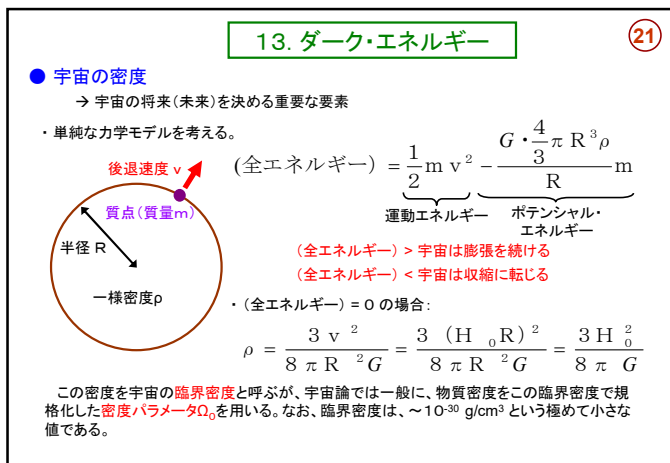 13. ダーク・エネルギー
21
● 宇宙の密度
→ 宇宙の将来(未来)を決める重要な要素
・ 単純な力学モデルを考える。
後退速度 v
質点(質量m)
半径 R
一様密度ρ
(全エネルギー) = 1/2 m v² − (G・4/3 π R³ρ)/R m
運動エネルギー
ポテンシャル・
エネルギー
(全エネルギー) > 宇宙は膨張を続ける
(全エネルギー) < 宇宙は収縮に転じる
・ (全エネルギー) = 0 の場合:
ρ = 3 v² / 8 π R² G = 3 (H₀R)² / 8 π R² G = 3 H₀² / 8 π G
この密度を宇宙の臨界密度と呼ぶが、宇宙論では一般に、物質密度をこの臨界密度で規
格化した密度パラメータΩ₀を用いる。なお、臨界密度は、~10⁻³⁰ g/cm³ という極めて小さな
値である。